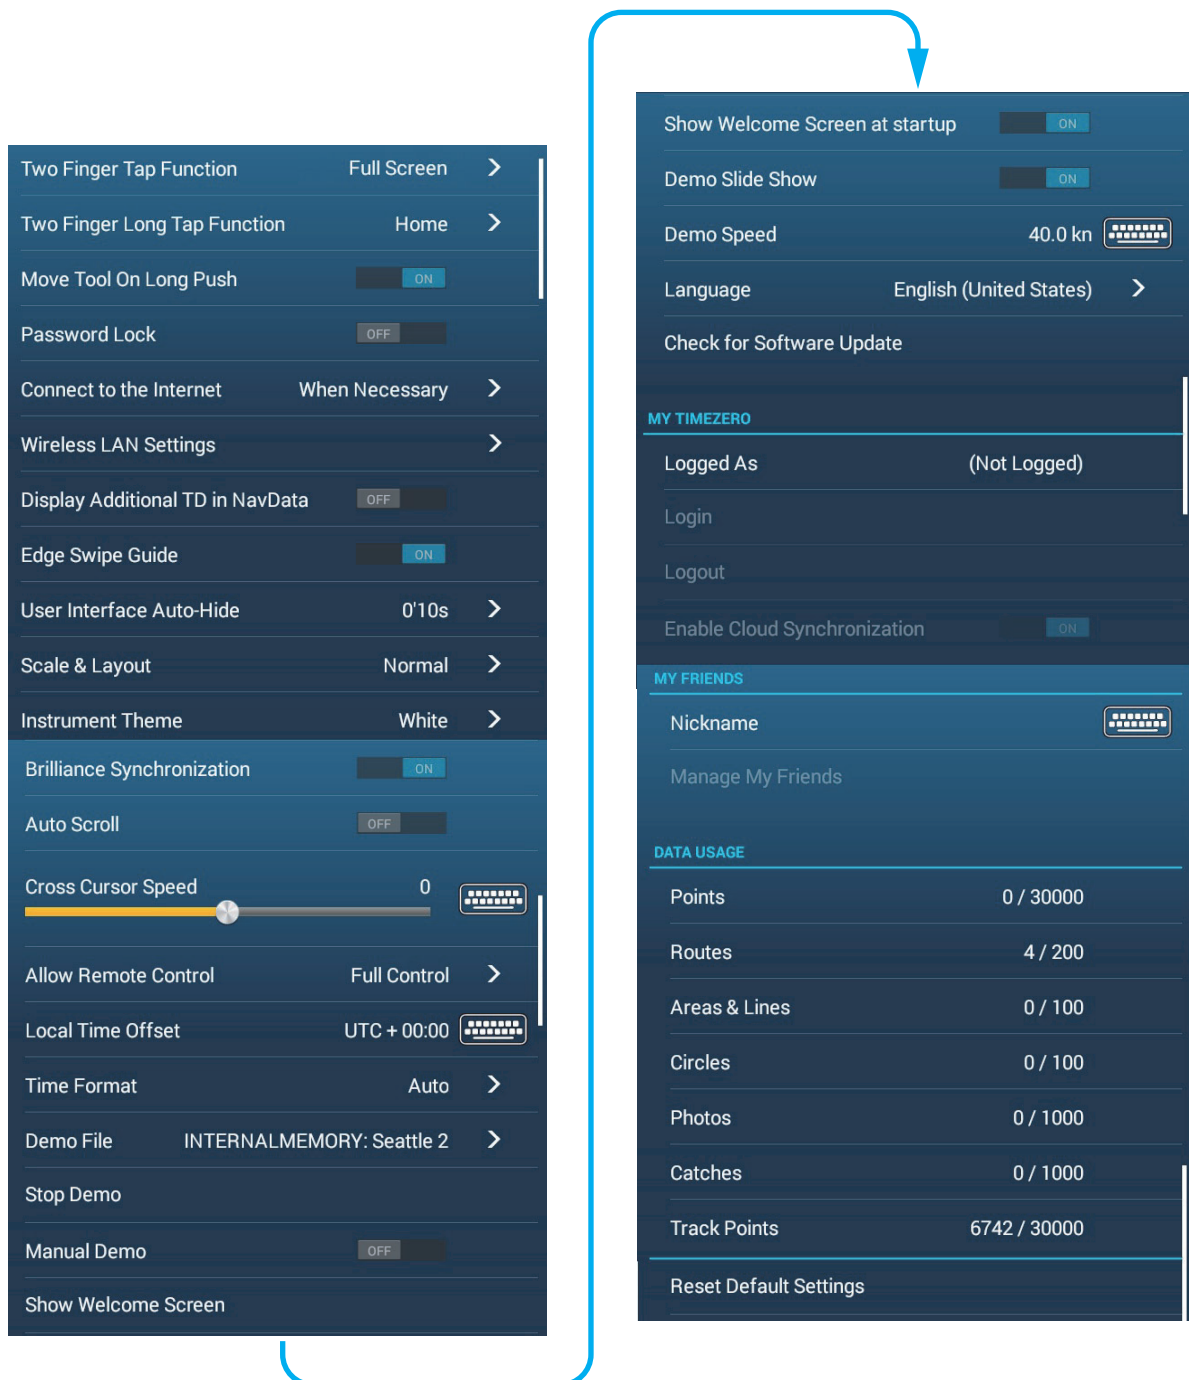 Two Finger Tap Function Full Screen
Two Finger Long Tap Function Home
Move Tool On Long Push ON
Password Lock OFF
Connect to the Internet When Necessary
Wireless LAN Settings
Display Additional TD in NavData OFF
Edge Swipe Guide ON
User Interface Auto-Hide 0'10s
Scale & Layout Normal
Instrument Theme White
Brilliance Synchronization ON
Auto Scroll OFF
Cross Cursor Speed 0
Allow Remote Control Full Control
Local Time Offset UTC + 00:00
Time Format Auto
Demo File INTERNALMEMORY: Seattle 2
Stop Demo
Manual Demo OFF
Show Welcome Screen
Show Welcome Screen at startup ON
Demo Slide Show ON
Demo Speed 40.0 kn
Language English (United States)
Check for Software Update
MY TIMEZERO
Logged As (Not Logged)
Login
Logout
Enable Cloud Synchronization ON
MY FRIENDS
Nickname
Manage My Friends
DATA USAGE
Points 0 / 30000
Routes 4 / 200
Areas & Lines 0 / 100
Circles 0 / 100
Photos 0 / 1000
Catches 0 / 1000
Track Points 6742 / 30000
Reset Default Settings